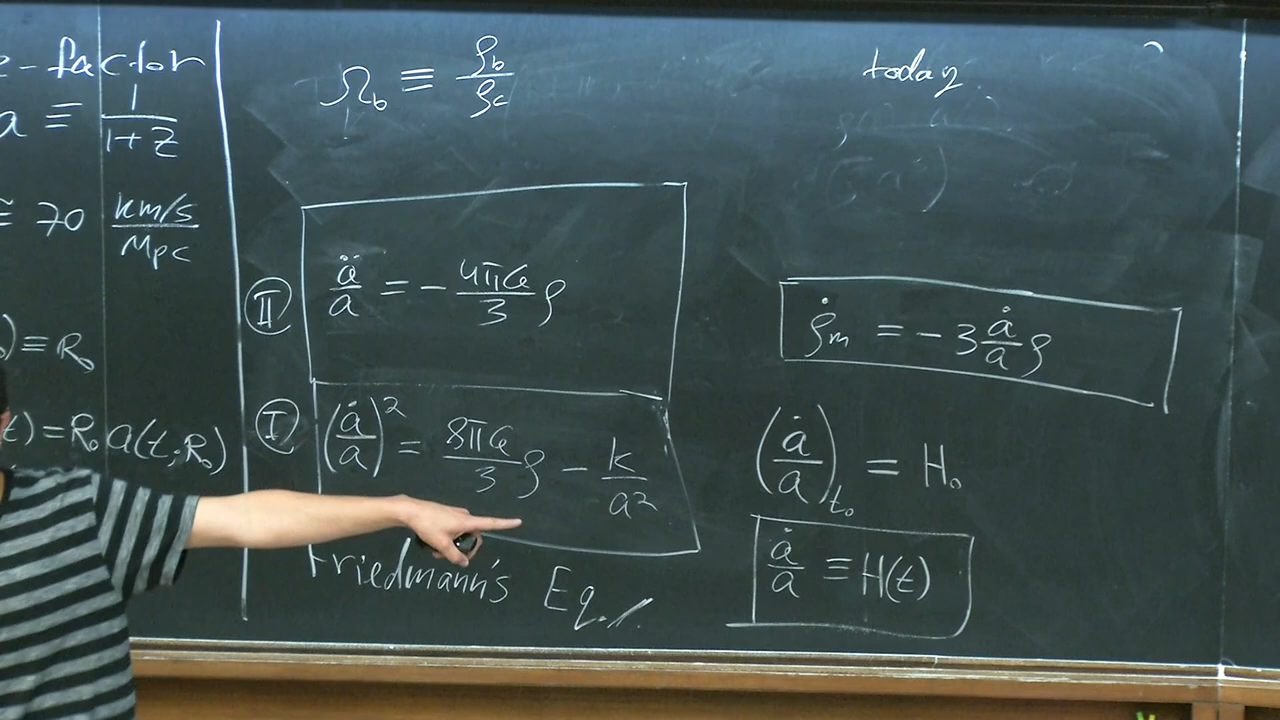 e-factor
a ≡ 1/(1+z)
≅ 70 km/s / Mpc
) ≡ R₀
t) = R₀ a(t; R₀)
Ω_b ≡ ρ_b/ρ_c
Ⅱ ä/a = − 4πG/3 ρ
Ⅰ (ȧ/a)² = 8πG/3 ρ − k/a²
Friedmann's Eq.
today
ρ̇_m = −3 ȧ/a ρ
(ȧ/a)_t₀ = H₀
ȧ/a ≡ H(t)